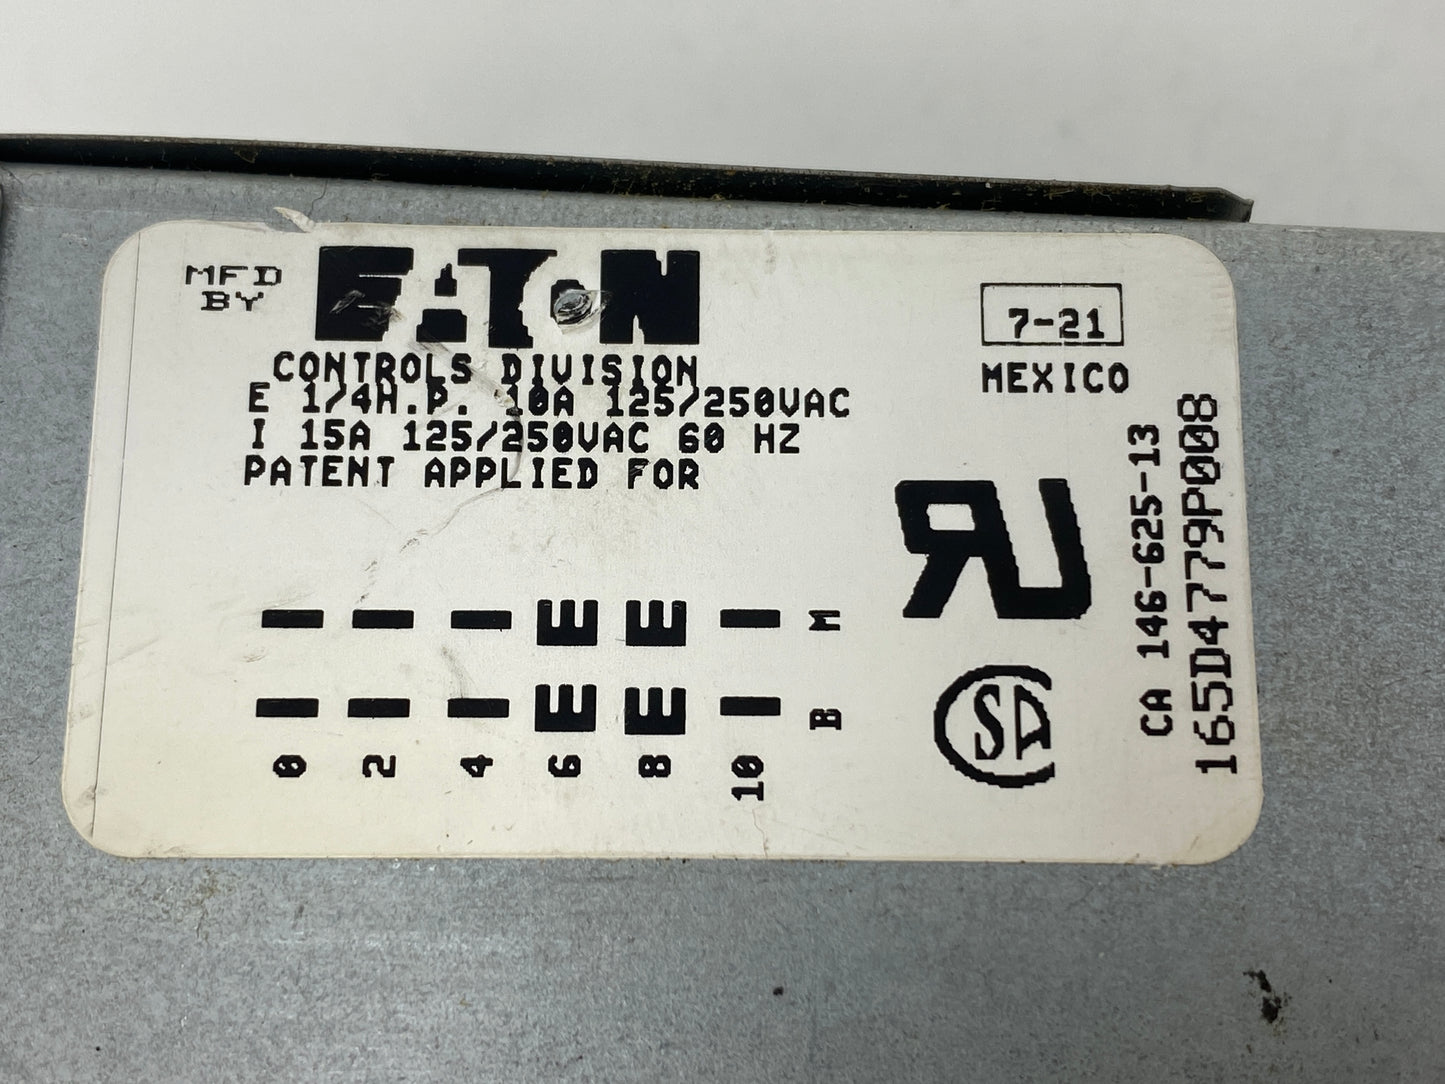 MFD
BY
EATON
CONTROLS DIVISION
E 1/4H.P. 10A 125/250VAC
I 15A 125/250VAC 60 HZ
PATENT APPLIED FOR
7-21
MEXICO
- - - E E - M
- - - E E - B
0 2 4 6 8 10
UR
SA
CA 146-625-13
165D4779P008